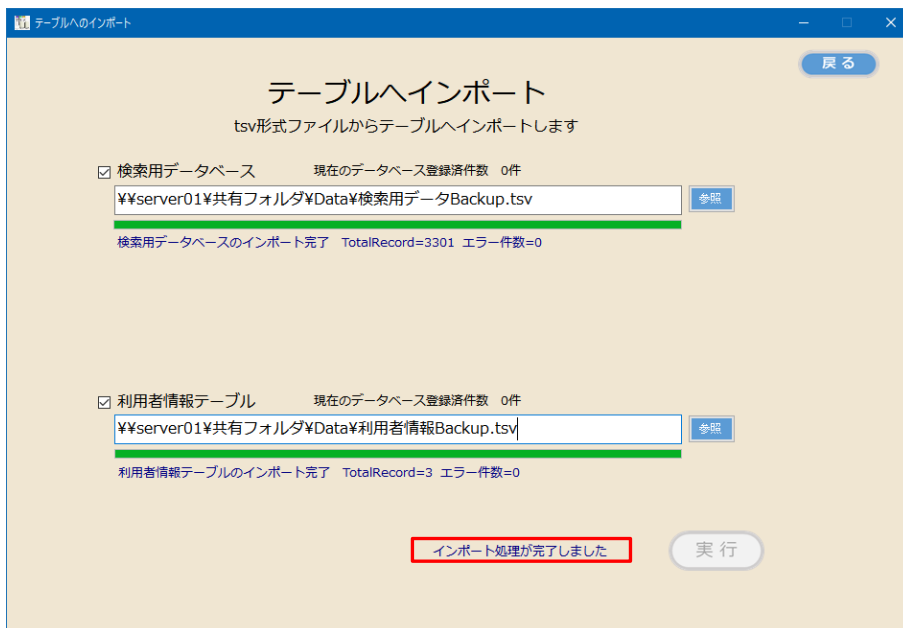 テーブルへのインポート
戻る
テーブルへインポート
tsv形式ファイルからテーブルへインポートします
検索用データベース 現在のデータベース登録済件数 0件
¥¥server01¥共有フォルダ¥Data¥検索用データBackup.tsv 参照
検索用データベースのインポート完了 TotalRecord=3301 エラー件数=0
利用者情報テーブル 現在のデータベース登録済件数 0件
¥¥server01¥共有フォルダ¥Data¥利用者情報Backup.tsv 参照
利用者情報テーブルのインポート完了 TotalRecord=3 エラー件数=0
インポート処理が完了しました 実行